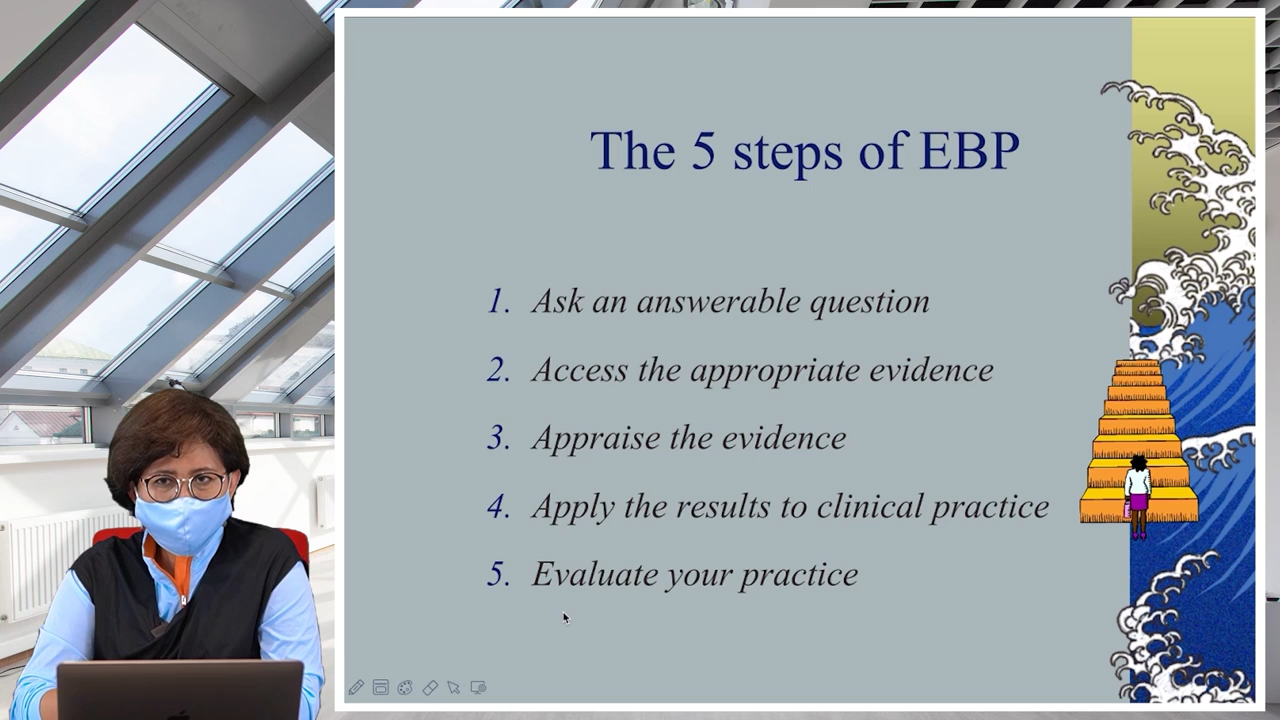 The 5 steps of EBP
1. Ask an answerable question
2. Access the appropriate evidence
3. Appraise the evidence
4. Apply the results to clinical practice
5. Evaluate your practice